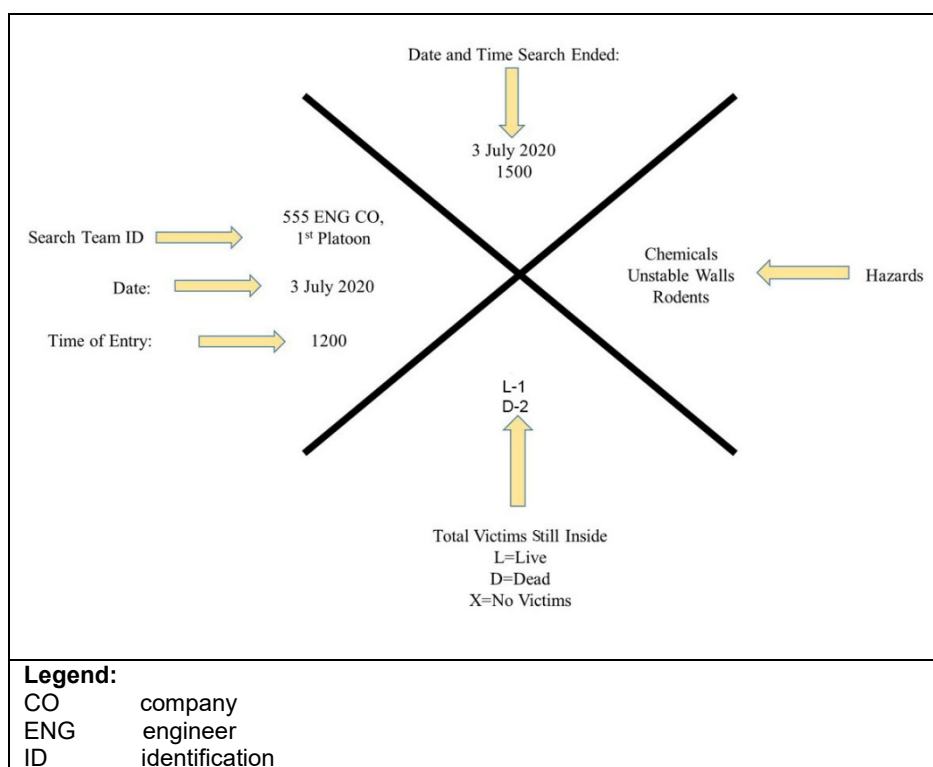 Date and Time Search Ended:
3 July 2020
1500
Search Team ID
555 ENG CO,
1st Platoon
Date:
3 July 2020
Time of Entry:
1200
Chemicals
Unstable Walls
Rodents
Hazards
L-1
D-2
Total Victims Still Inside
L=Live
D=Dead
X=No Victims
Legend:
CO company
ENG engineer
ID identification